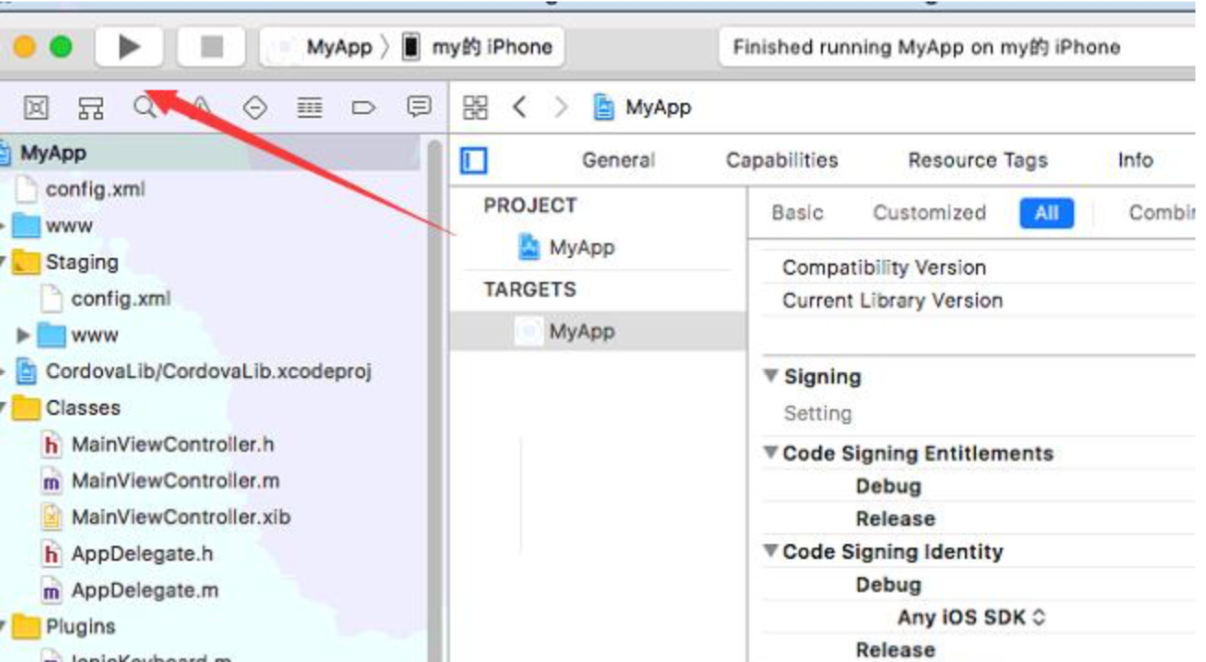 MyApp 〉 my的 iPhone
Finished running MyApp on my的 iPhone
MyApp
MyApp
config.xml
www
Staging
config.xml
www
CordovaLib/CordovaLib.xcodeproj
Classes
MainViewController.h
MainViewController.m
MainViewController.xib
AppDelegate.h
AppDelegate.m
Plugins
IonicKeyboard.m
General Capabilities Resource Tags Info
PROJECT
MyApp
TARGETS
MyApp
Basic Customized All
Compatibility Version
Current Library Version
Signing
Setting
Code Signing Entitlements
Debug
Release
Code Signing Identity
Debug
Any iOS SDK
Release